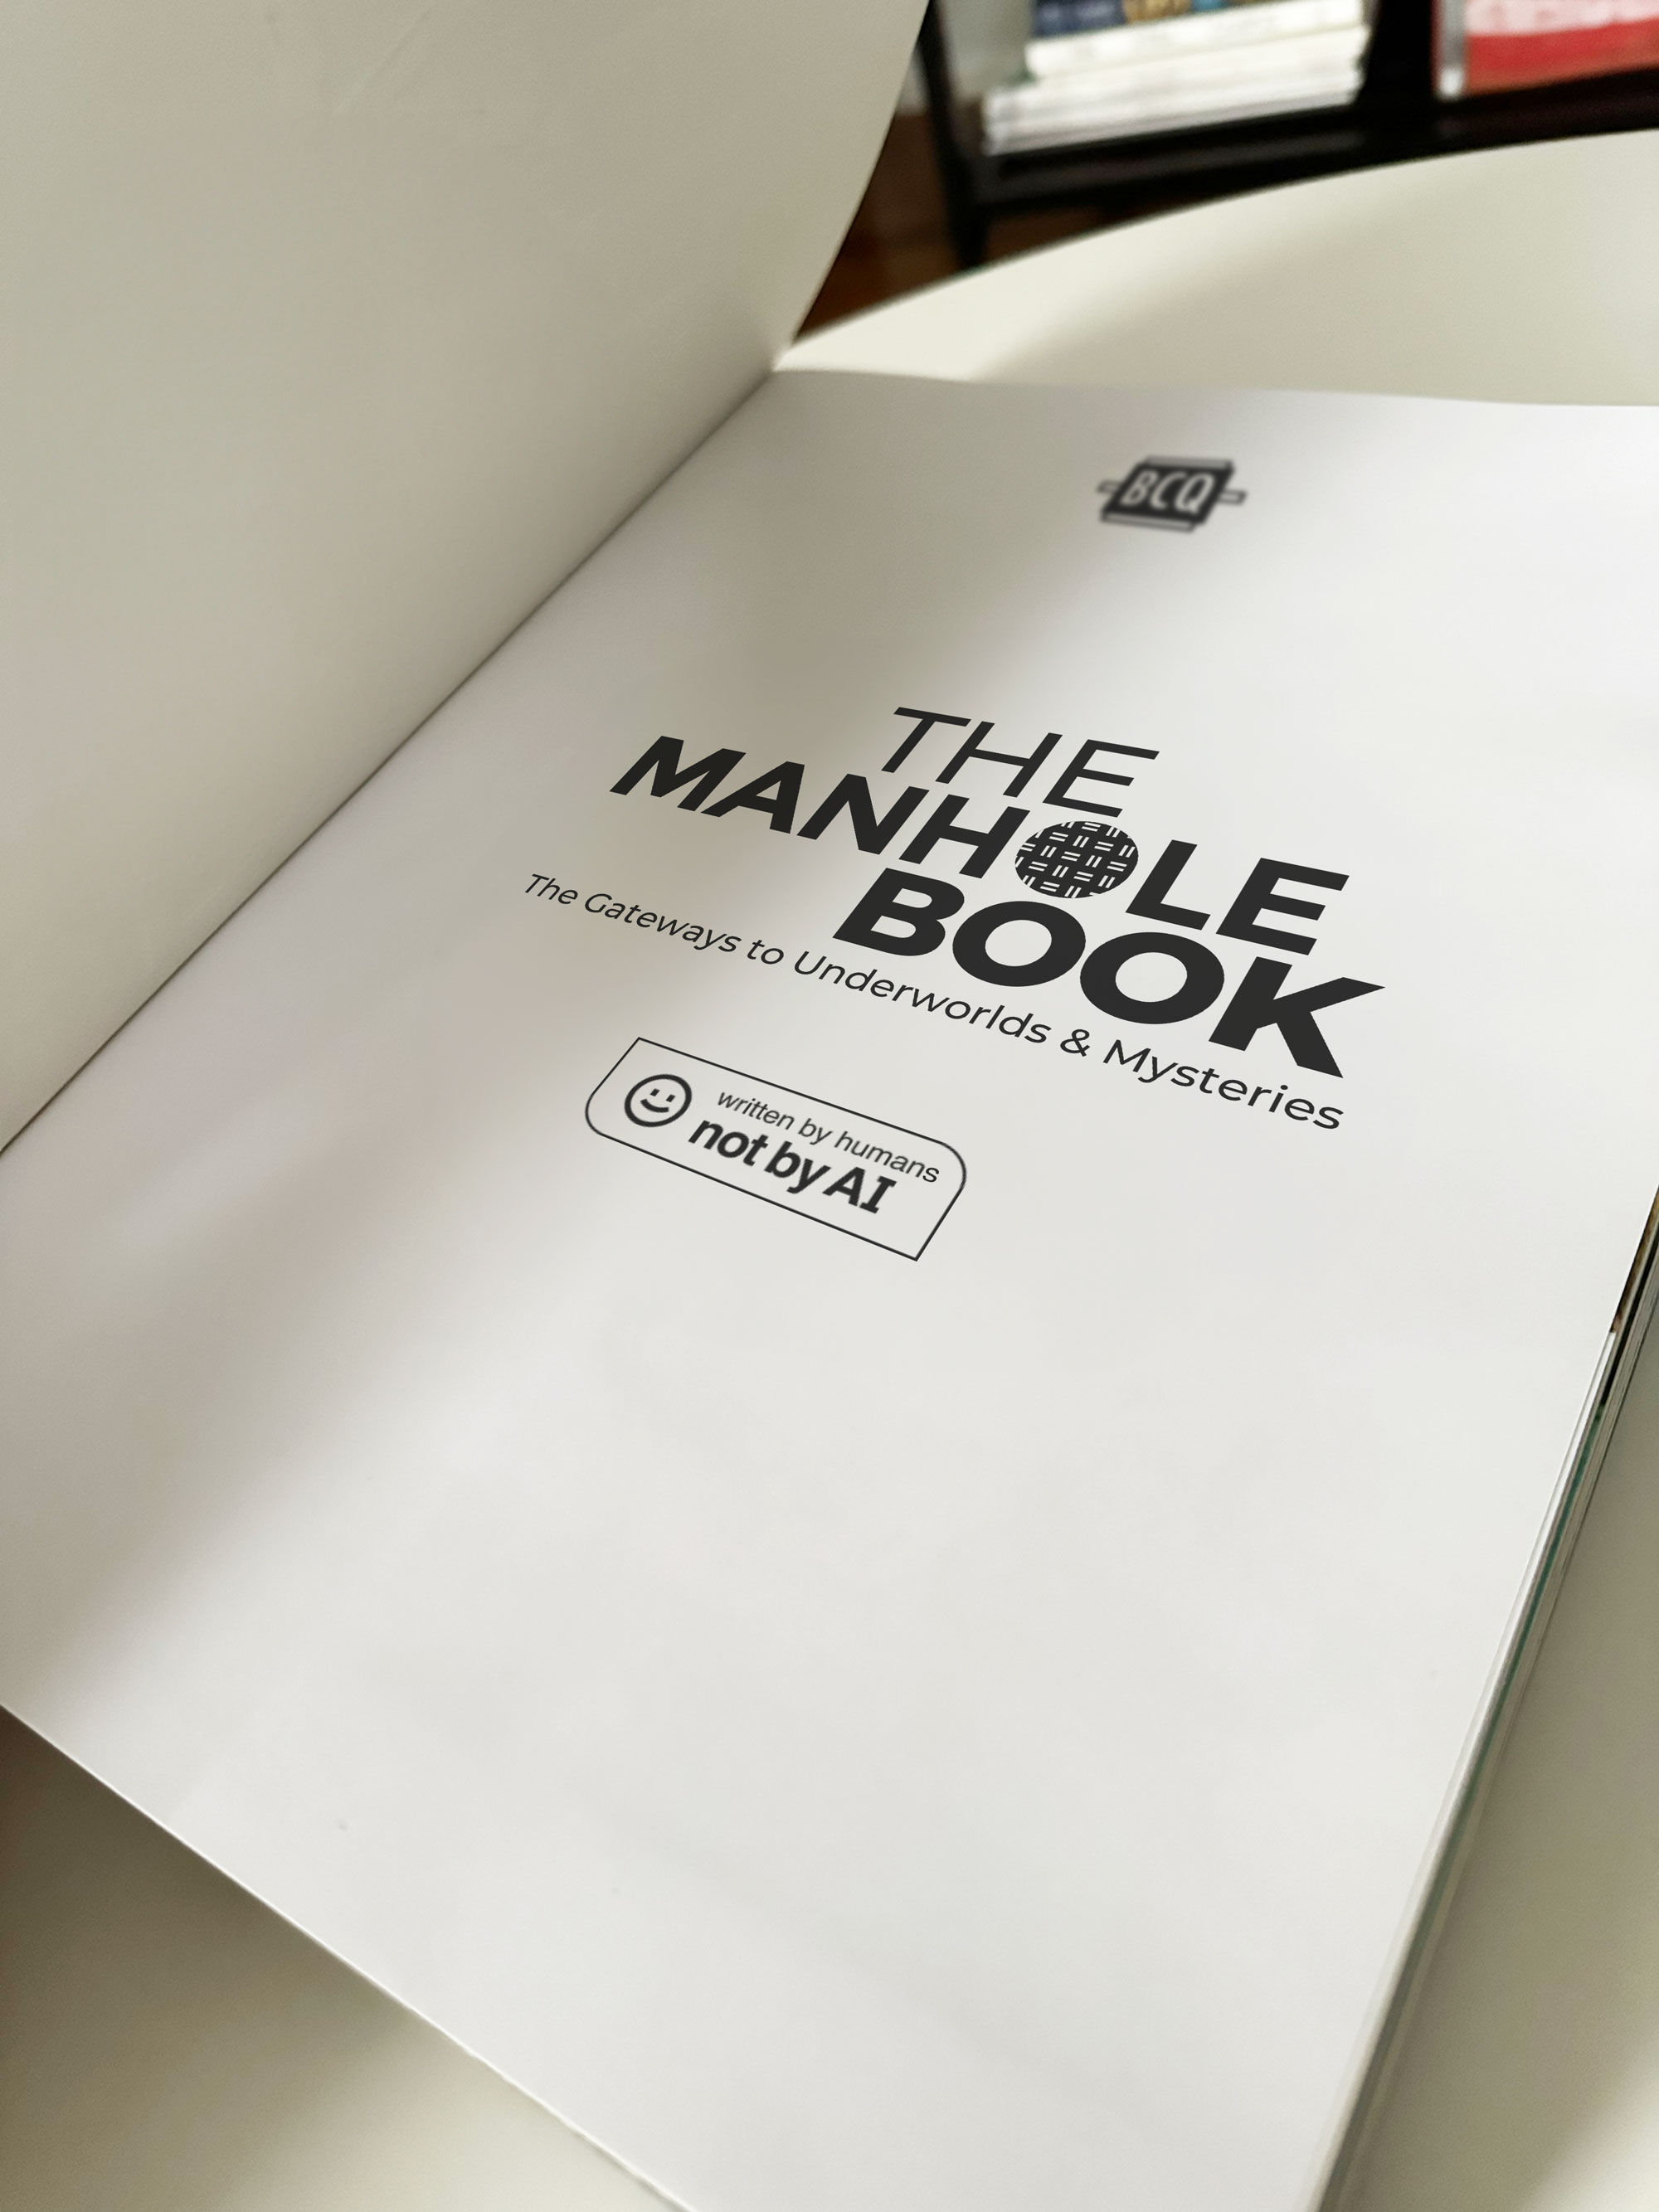 BCQ
THE
MANHOLE
BOOK
The Gateways to Underworlds & Mysteries
written by humans
not by AI